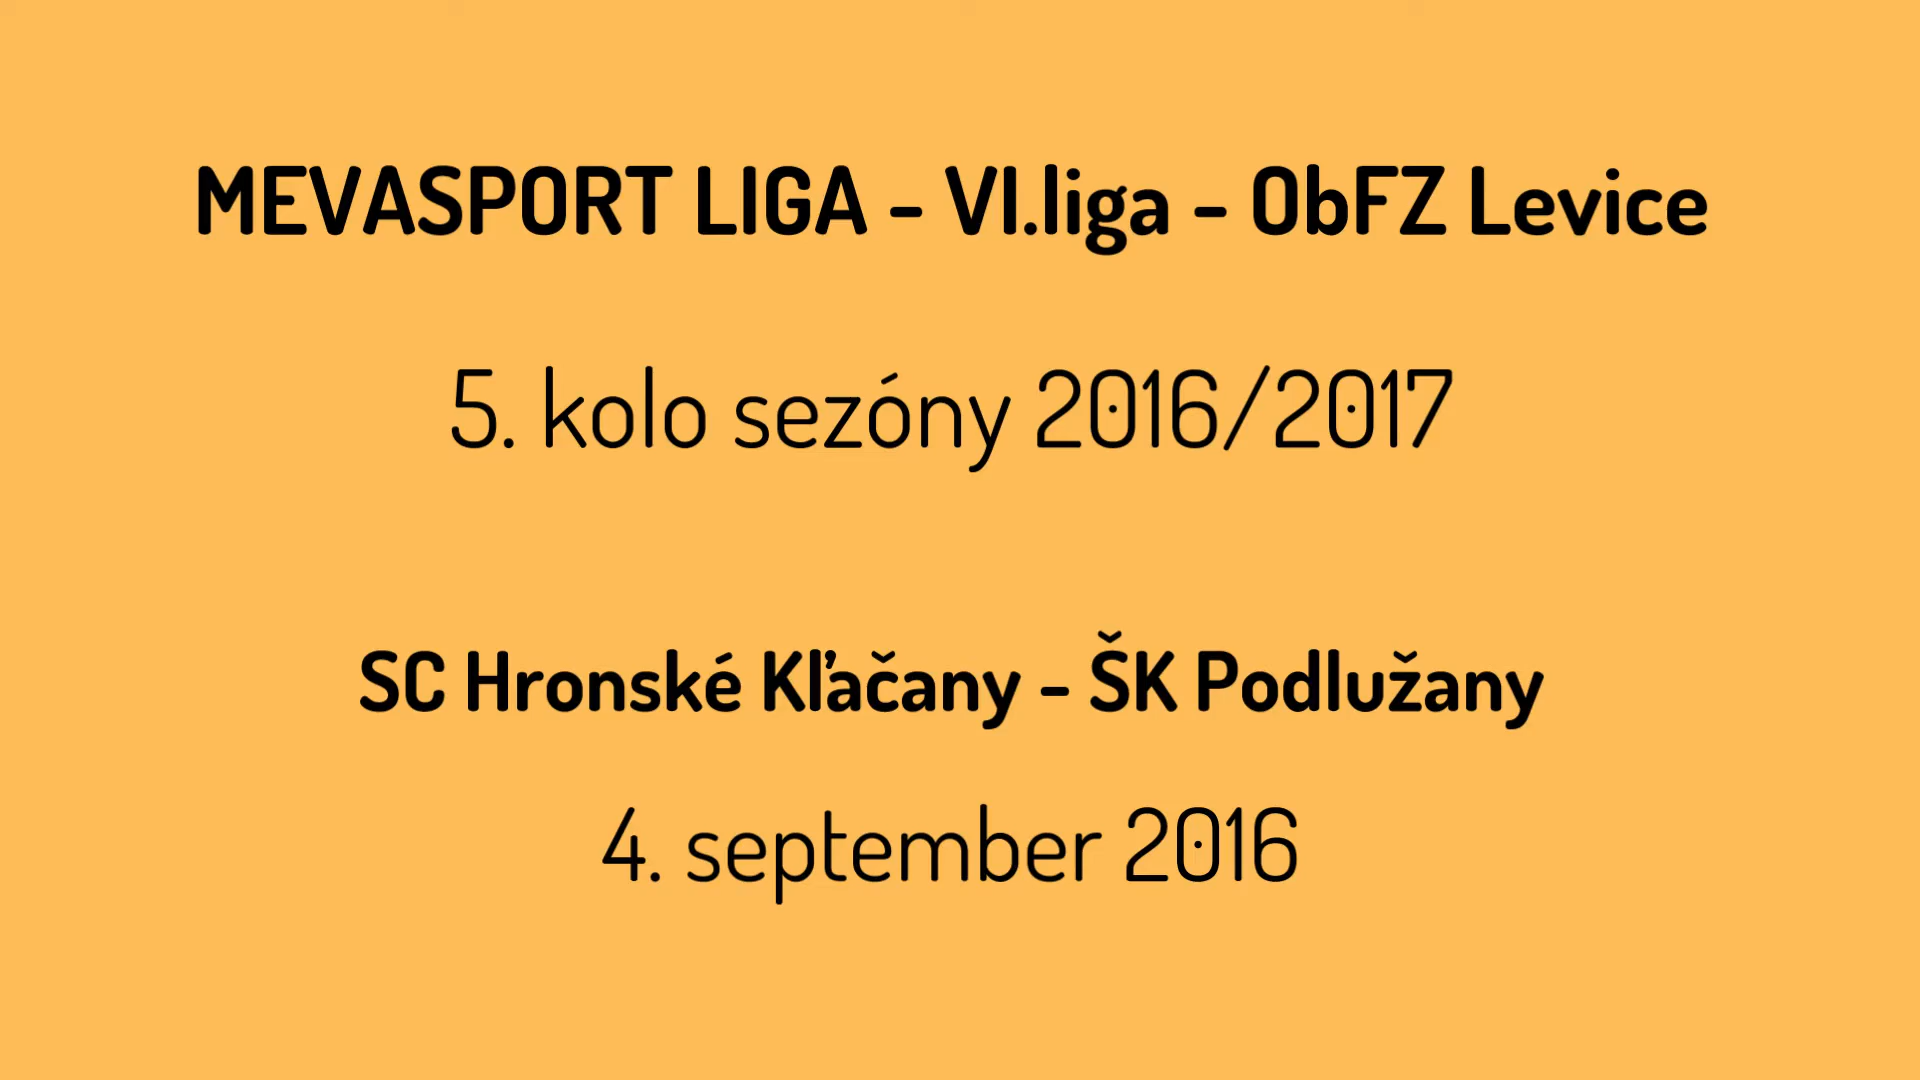 MEVASPORT LIGA - VI.liga - ObFZ Levice
5. kolo sezóny 2016/2017
SC Hronské Kľačany - ŠK Podlužany
4. september 2016